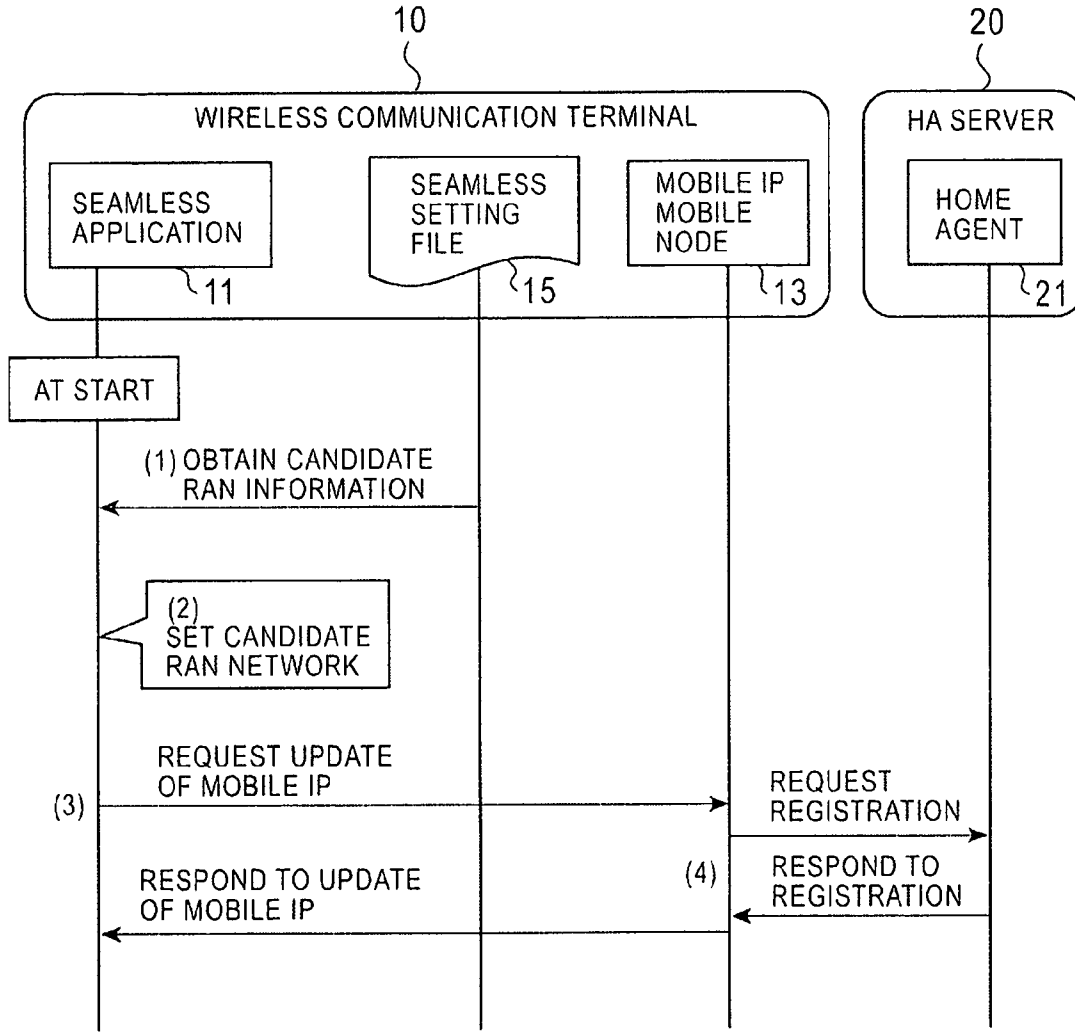 10
20
WIRELESS COMMUNICATION TERMINAL
HA SERVER
SEAMLESS
APPLICATION
SEAMLESS
SETTING
FILE
MOBILE IP
MOBILE
NODE
HOME
AGENT
11
15
13
21
AT START
(1) OBTAIN CANDIDATE
RAN INFORMATION
(2)
SET CANDIDATE
RAN NETWORK
REQUEST UPDATE
OF MOBILE IP
(3)
REQUEST
REGISTRATION
(4)
RESPOND TO
REGISTRATION
RESPOND TO UPDATE
OF MOBILE IP